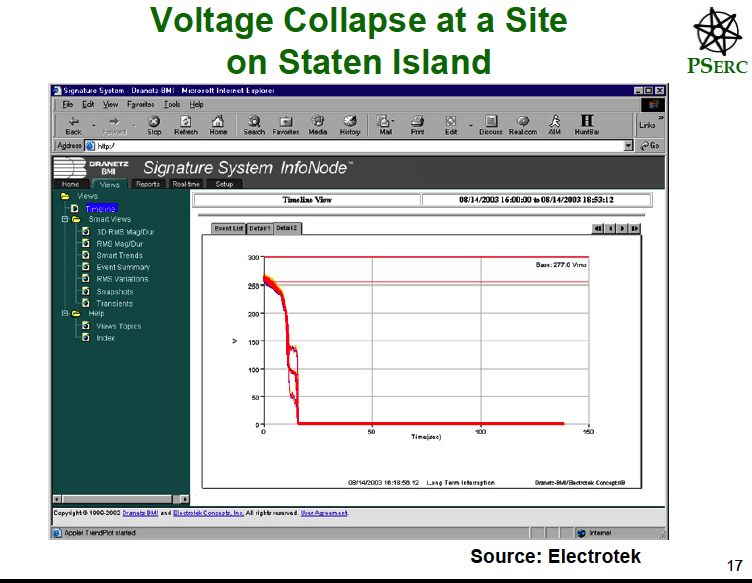 Voltage Collapse at a Site
on Staten Island
PSERC
Signature System - Dranetz-BMI - Microsoft Internet Explorer
File Edit View Favorites Tools Help
Back Forward Stop Refresh Home Search Favorites Media History Mail Print Edit Discuss Real.com AIM HuntBar
Links »
Address http:/ Go
DRANETZ
BMI
Signature System InfoNode™
Home Views Reports Real-time Setup
Views
Timeline
Smart Views
3D RMS Mag/Dur
RMS Mag/Dur
Smart Trends
Event Summary
RMS Variations
Snapshots
Transients
Help
Views Topics
Index
Timeline View
08/14/2003 16:00:00 to 08/14/2003 18:53:12
Event List Detail 1 Detail 2
Base: 277.0 Vrms
300
250
200
150
100
50
0
V
0 50 100 150
Time(sec)
08/14/2003 16:18:56.12 Long Term Interruption
Dranetz-BMI/Electrotek Concepts®
Copyright © 1999-2002 Dranetz-BMI and Electrotek Concepts, Inc. All rights reserved. User Agreement.
Applet TrendPlot started
Internet
Source: Electrotek
17